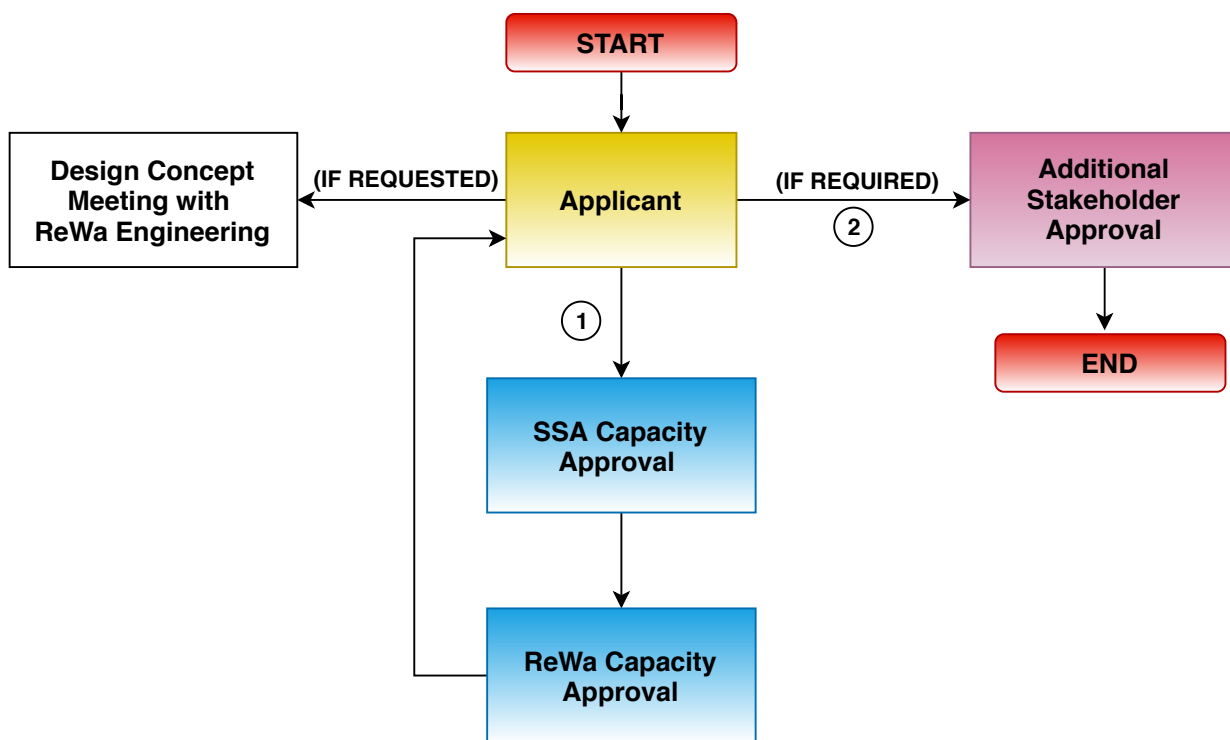 START
Design Concept
Meeting with
ReWa Engineering
(IF REQUESTED)
Applicant
(IF REQUIRED)
2
Additional
Stakeholder
Approval
1
END
SSA Capacity
Approval
ReWa Capacity
Approval